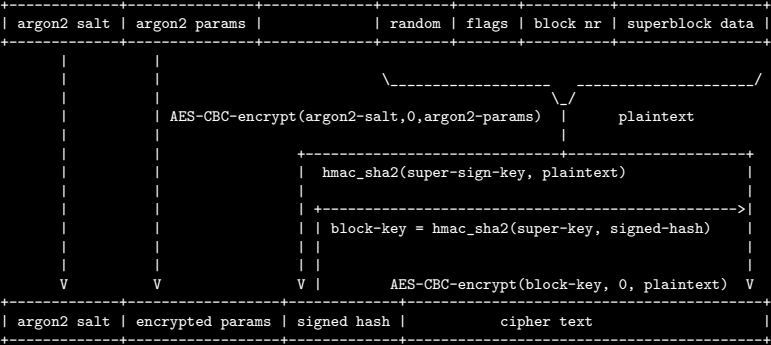 | argon2 salt | argon2 params | | random | flags | block nr | superblock data |
AES-CBC-encrypt(argon2-salt,0,argon2-params) | plaintext
hmac_sha2(super-sign-key, plaintext)
block-key = hmac_sha2(super-key, signed-hash)
V V V | AES-CBC-encrypt(block-key, 0, plaintext) V
| argon2 salt | encrypted params | signed hash | cipher text |